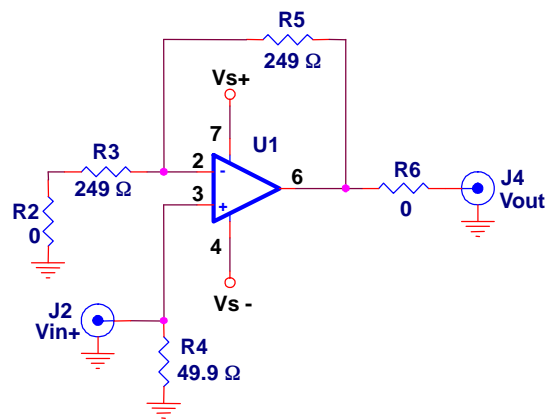 R5
249 Ω
Vs+
7
U1
R3
2
-
249 Ω
3
+
6
R6
0
J4
Vout
R2
0
4
Vs -
J2
Vin+
R4
49.9 Ω